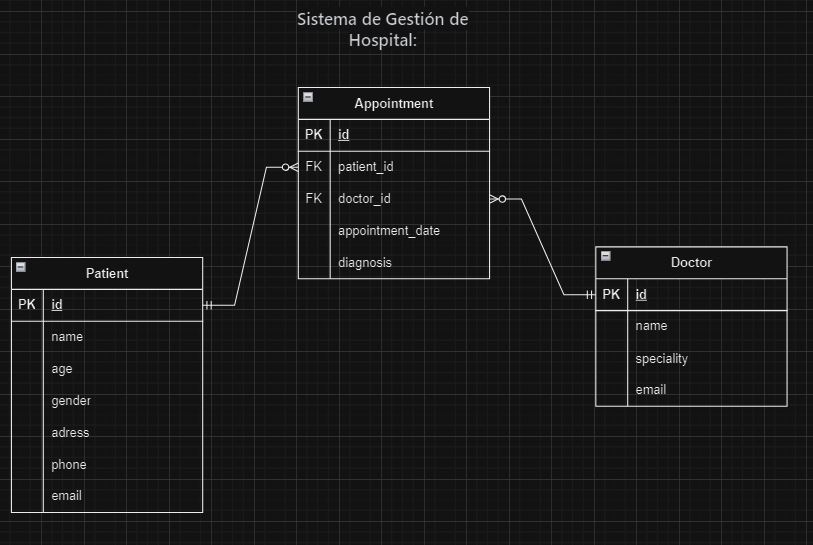 Sistema de Gestión de
Hospital:
Appointment
PK id
FK patient_id
FK doctor_id
appointment_date
diagnosis
Patient
PK id
name
age
gender
adress
phone
email
Doctor
PK id
name
speciality
email